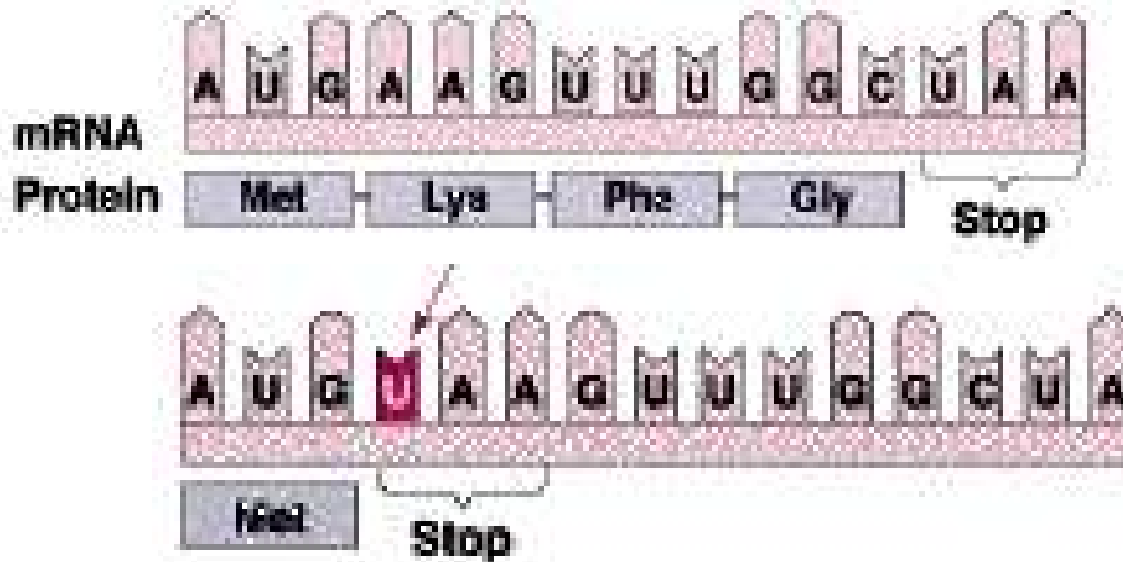 A U G A A G U U U G G C U A A
mRNA
Protein Met Lys Phe Gly
Stop
A U G U A A G U U U G G C U A
Met
Stop